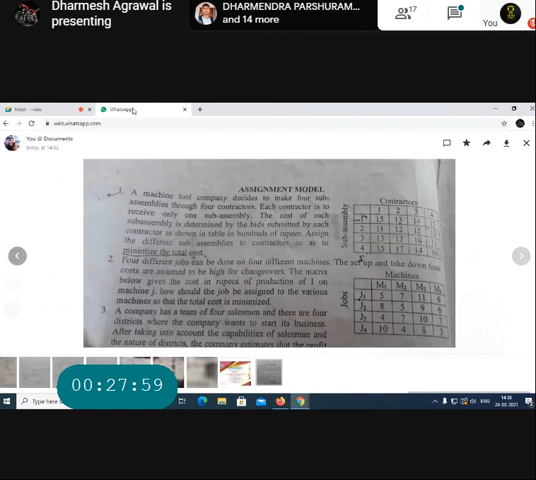 Dharmesh Agrawal is
presenting
DHARMENDRA PARSHURAM...
and 14 more
17
You
WhatsApp
web.whatsapp.com
You @ Documents
today at 14:02
ASSIGNMENT MODEL
1. A machine tool company decides to make four sub-
assemblies through four contractors. Each contractor is to
receive only one sub-assembly. The cost of each
subassembly is determined by the bids submitted by each
contractor as shown in table in hundreds of rupees. Assign
the different sub assemblies to contractors so as to
minimize the total cost.
Contractors
Sub-assembly
1 2 3 4
15 13 14 17
2 14 12 15
3 13 12 10
4 15 17 14
2. Four different jobs can be done on four different machines. The set up and take down time
costs are assumed to be high for changeovers. The matrix
below gives the cost in rupees of production of I on
machine j. how should the job be assigned to the various
machines so that the total cost is minimized.
Machines
Jobs
M₁ M₂ M₃ M₄
J₁ 5 7 11 6
J₂ 8 5 9 6
J₃ 4 7 10 7
J₄ 10 4 8 3
3. A company has a team of four salesmen and there are four
districts where the company wants to start its business.
After taking into account the capabilities of salesman and
the nature of districts, the company estimates that the profit
00:27:59
Type here
ENG
14:38
24-03-2021